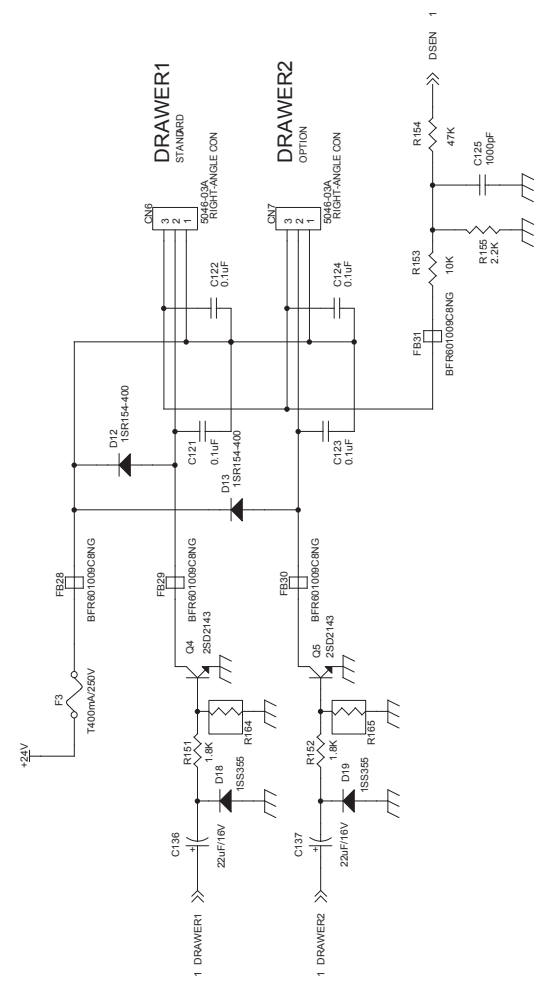 DRAWER1
STANDARD
DRAWER2
OPTION
DSEN 1
CN6
3
2
1
5046-03A
RIGHT-ANGLE CON
CN7
3
2
1
5046-03A
RIGHT-ANGLE CON
R154
47K
C125
1000pF
R155
2.2K
R153
10K
FB31
BFR601009C8NG
C122
0.1uF
C124
0.1uF
D12
1SR154-400
C121
0.1uF
D13
1SR154-400
C123
0.1uF
FB28
BFR601009C8NG
FB29
BFR601009C8NG
FB30
BFR601009C8NG
+24V
F3
T400mA/250V
Q4
2SD2143
Q5
2SD2143
R151
1.8K
R164
R152
1.8K
R165
D18
1SS355
D19
1SS355
C136
+
22uF/16V
C137
+
22uF/16V
1 DRAWER1
1 DRAWER2